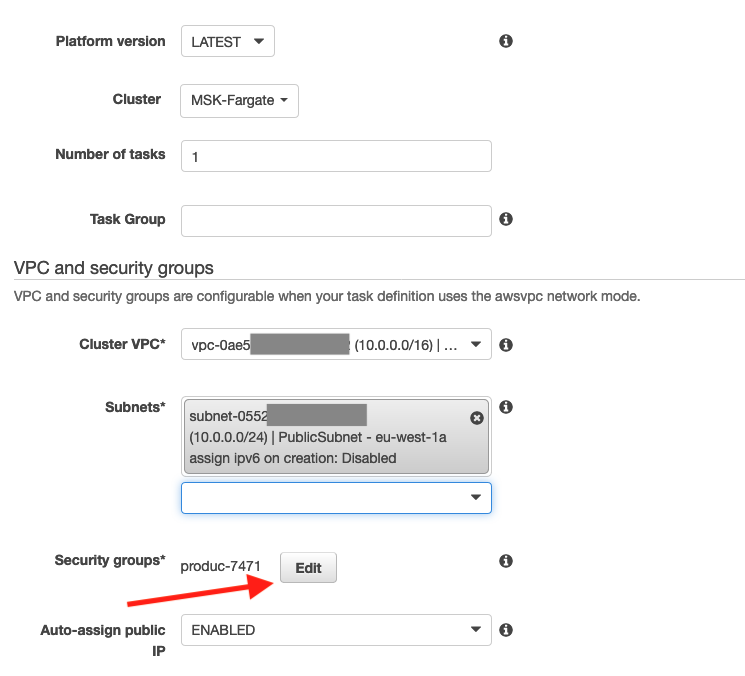 Platform version LATEST
Cluster MSK-Fargate
Number of tasks 1
Task Group
VPC and security groups
VPC and security groups are configurable when your task definition uses the awsvpc network mode.
Cluster VPC* vpc-0ae5 (10.0.0.0/16) | ...
Subnets* subnet-0552
(10.0.0.0/24) | PublicSubnet - eu-west-1a
assign ipv6 on creation: Disabled
Security groups* produc-7471 Edit
Auto-assign public ENABLED
IP